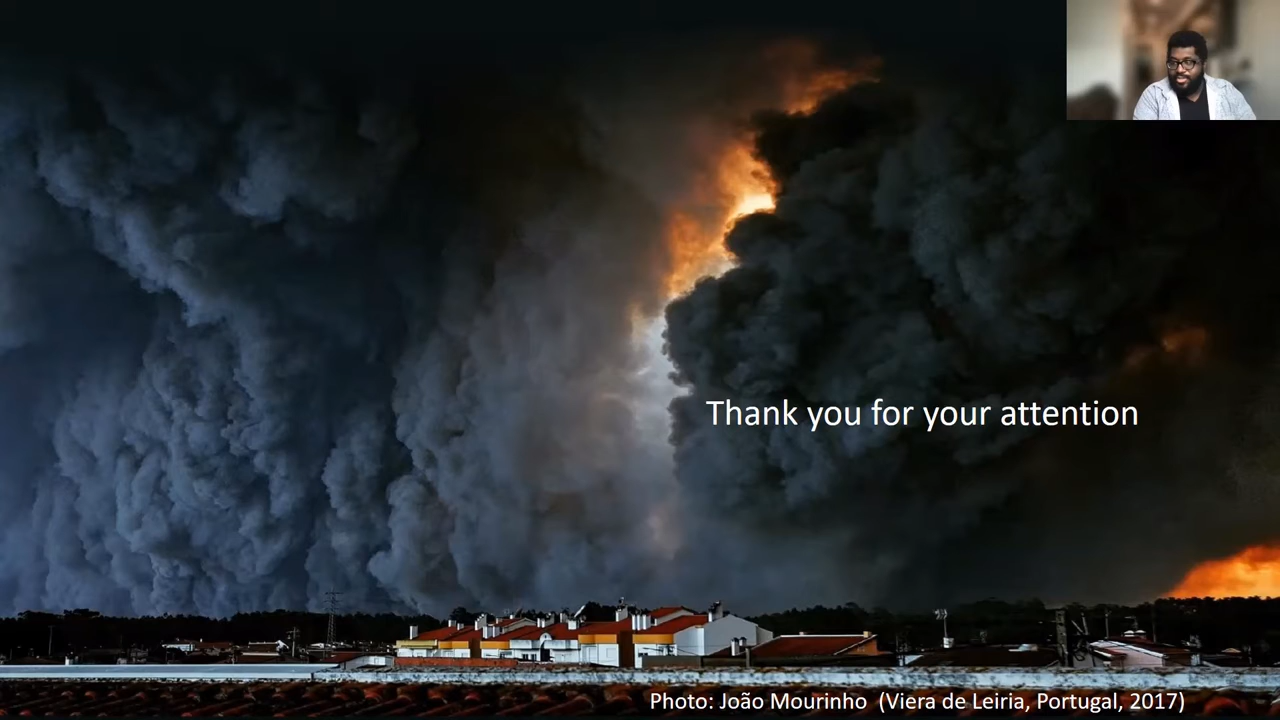 Thank you for your attention
Photo: João Mourinho (Viera de Leiria, Portugal, 2017)